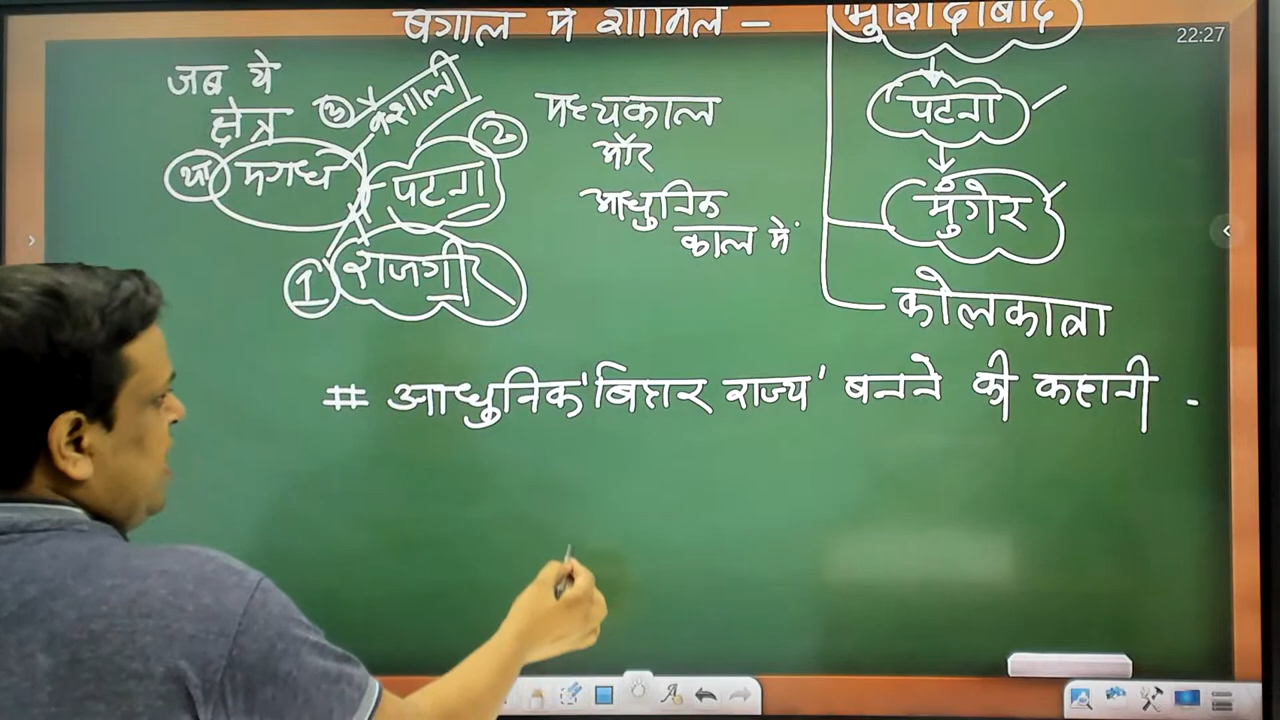 बंगाल में शामिल –
मुर्शिदाबाद
22:27
जब ये
क्षेत्र
था
मगध
③ वैशाली
पटना ②
① राजगीर
मध्यकाल
और
आधुनिक
काल में
पटना
मुंगेर
कोलकात्ता
# आधुनिक 'बिहार राज्य' बनने की कहानी -